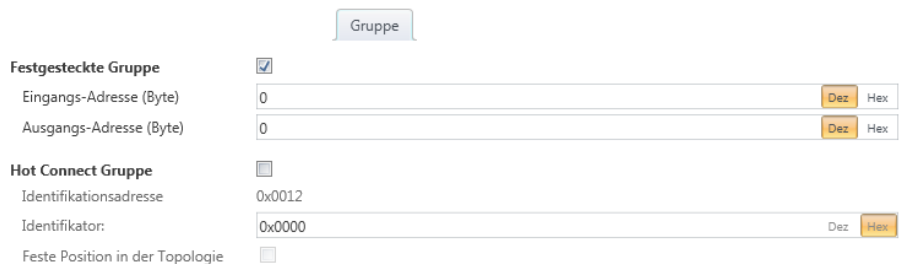 Gruppe
Festgesteckte Gruppe
Eingangs-Adresse (Byte) 0 Dez Hex
Ausgangs-Adresse (Byte) 0 Dez Hex
Hot Connect Gruppe
Identifikationsadresse 0x0012
Identifikator: 0x0000 Dez Hex
Feste Position in der Topologie